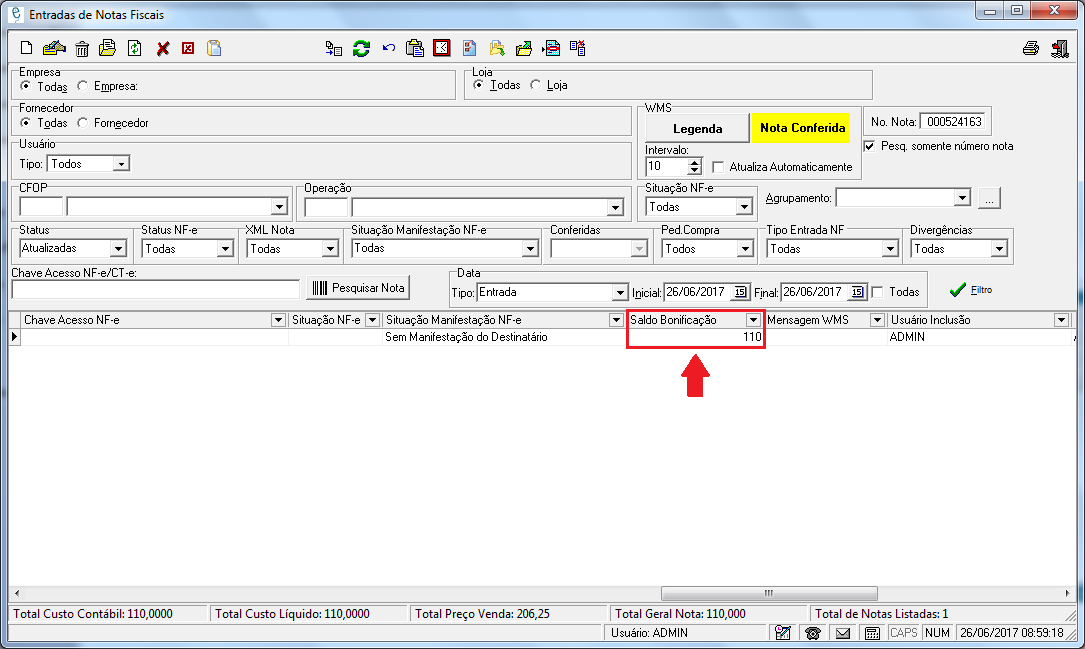 Entradas de Notas Fiscais
Empresa
Todas Empresa:
Loja
Todas Loja
Fornecedor
Todas Fornecedor
WMS
Legenda Nota Conferida
No. Nota: 000524163
Usuário
Tipo: Todos
Intervalo:
10 Atualiza Automaticamente
Pesq. somente número nota
CFOP
Operação
Situação NF-e
Todas
Agrupamento: ...
Status
Atualizadas
Status NF-e
Todas
XML Nota
Todas
Situação Manifestação NF-e
Todas
Conferidas
Ped.Compra
Todos
Tipo Entrada NF
Todas
Divergências
Todas
Chave Acesso NF-e/CT-e:
Pesquisar Nota
Data
Tipo: Entrada Inicial: 26/06/2017 15 Final: 26/06/2017 15 Todas
Filtro
Chave Acesso NF-e Situação NF-e Situação Manifestação NF-e Saldo Bonificação Mensagem WMS Usuário Inclusão
Sem Manifestação do Destinatário 110 ADMIN
Total Custo Contábil: 110,0000 Total Custo Líquido: 110,0000 Total Preço Venda: 206,25 Total Geral Nota: 110,000 Total de Notas Listadas: 1
Usuário: ADMIN CAPS NUM 26/06/2017 08:59:18